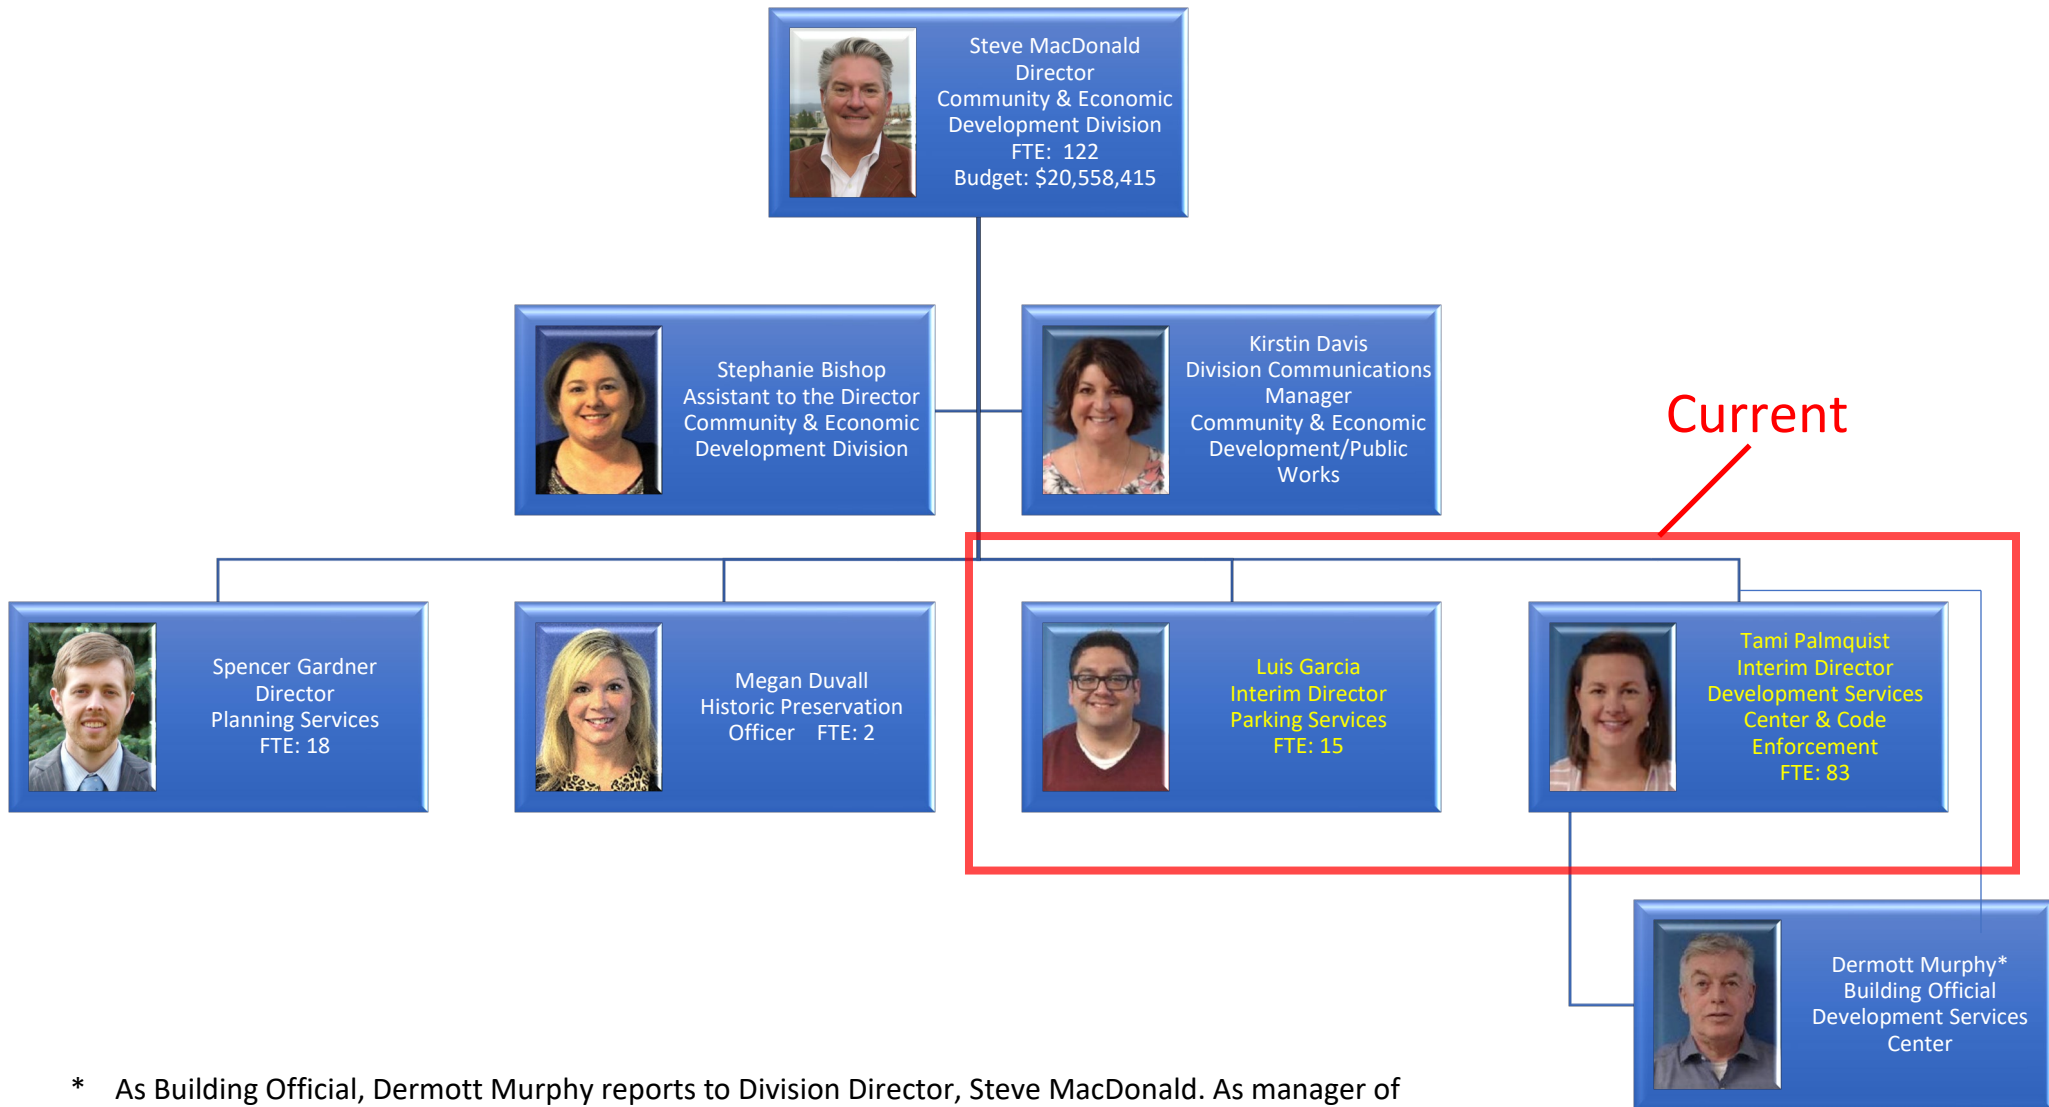 Steve MacDonald
Director
Community & Economic
Development Division
FTE:  122
Budget: $20,558,415
Stephanie Bishop
Assistant to the Director
Community & Economic
Development Division
Kirstin Davis
Division Communications
Manager
Community & Economic
Development/Public
Works
Current
Spencer Gardner
Director
Planning Services
FTE: 18
Megan Duvall
Historic Preservation
Officer    FTE: 2
Luis Garcia
Interim Director
Parking Services
FTE: 15
Tami Palmquist
Interim Director
Development Services
Center & Code
Enforcement
FTE: 83
Dermott Murphy*
Building Official
Development Services
Center
*   As Building Official, Dermott Murphy reports to Division Director, Steve MacDonald. As manager of